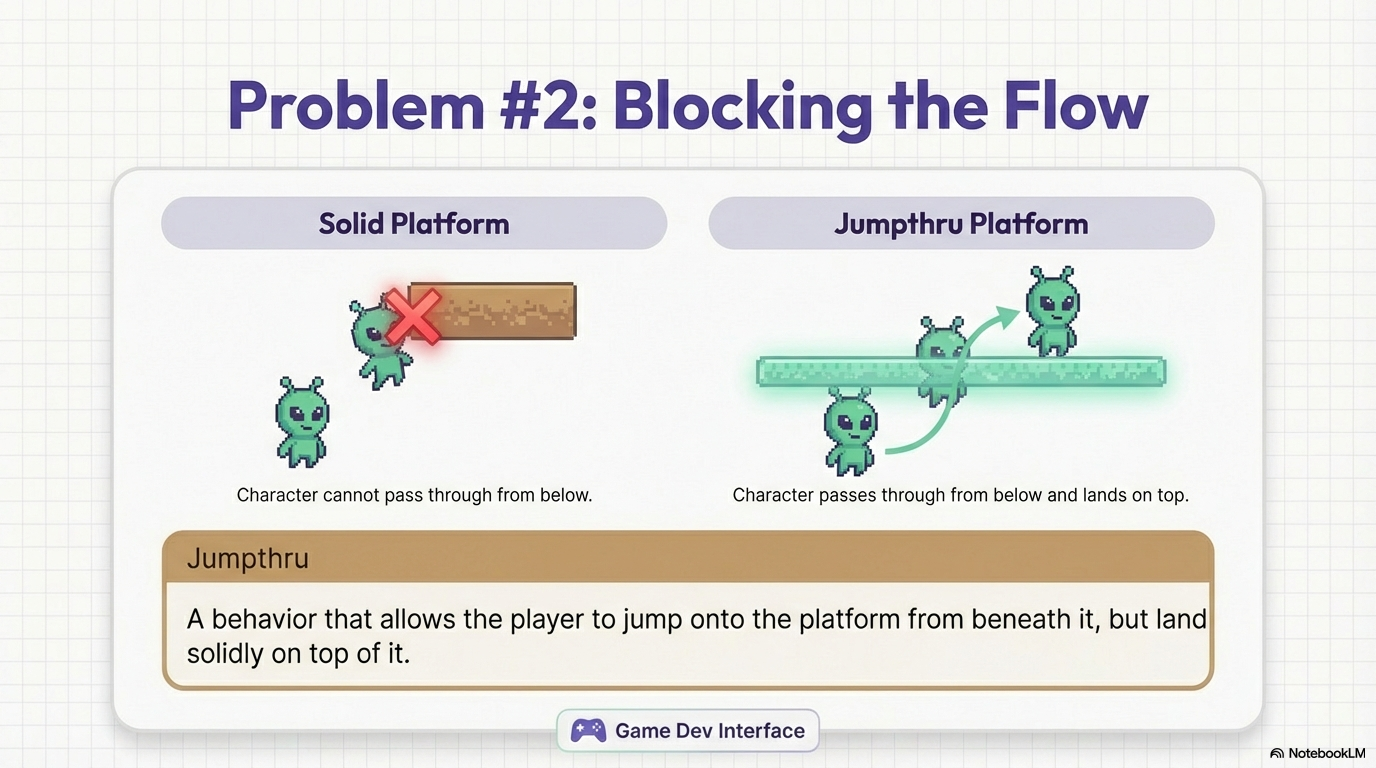 Problem #2: Blocking the Flow
Solid Platform
Jumpthru Platform
Character cannot pass through from below.
Character passes through from below and lands on top.
Jumpthru
A behavior that allows the player to jump onto the platform from beneath it, but land
solidly on top of it.
Game Dev Interface
NotebookLM